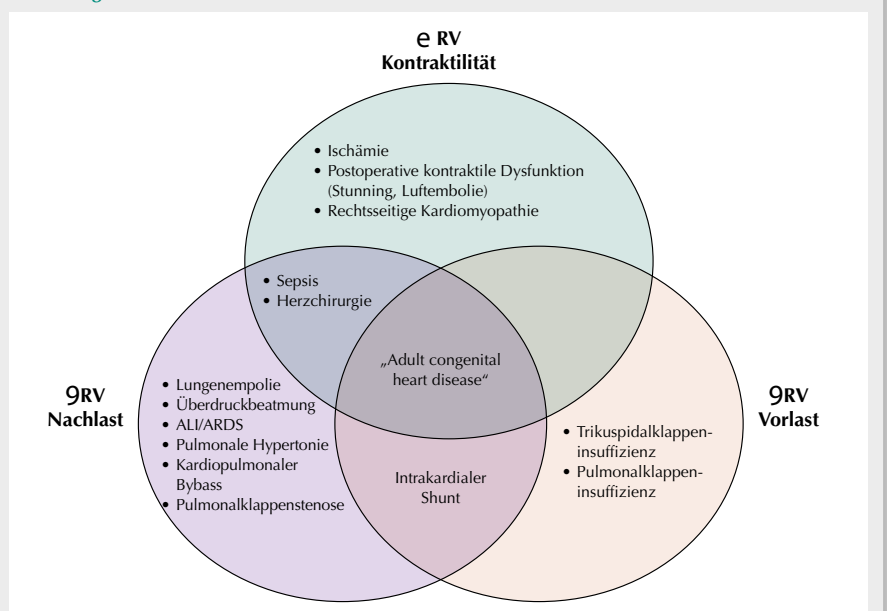 e RV
Kontraktilität
• Ischämie
• Postoperative kontraktile Dysfunktion
(Stunning, Luftembolie)
• Rechtsseitige Kardiomyopathie
• Sepsis
• Herzchirurgie
„Adult congenital
heart disease“
9RV
Nachlast
• Lungenempolie
• Überdruckbeatmung
• ALI/ARDS
• Pulmonale Hypertonie
• Kardiopulmonaler
Bybass
• Pulmonalklappenstenose
Intrakardialer
Shunt
9RV
Vorlast
• Trikuspidalklappen-
insuffizienz
• Pulmonalklappen-
insuffizienz